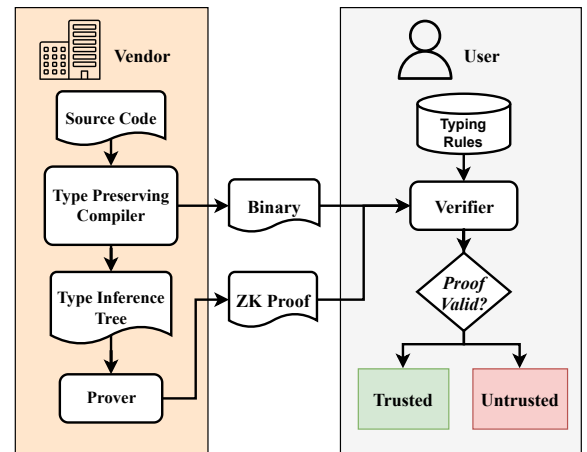 Vendor
User
Source Code
Typing
Rules
Type Preserving
Compiler
Binary
Verifier
Type Inference
Tree
ZK Proof
Proof
Valid?
Prover
Trusted
Untrusted